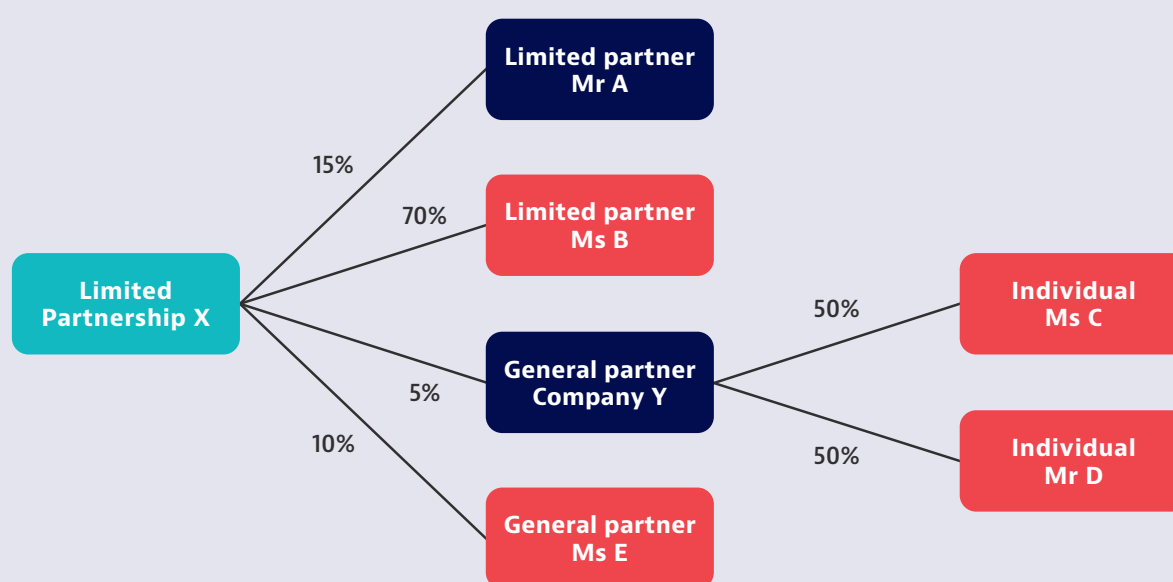 Limited partner
Mr A
15%
70%
Limited partner
Ms B
Limited
Partnership X
50%
Individual
Ms C
General partner
Company Y
5%
10%
50%
Individual
Mr D
General partner
Ms E